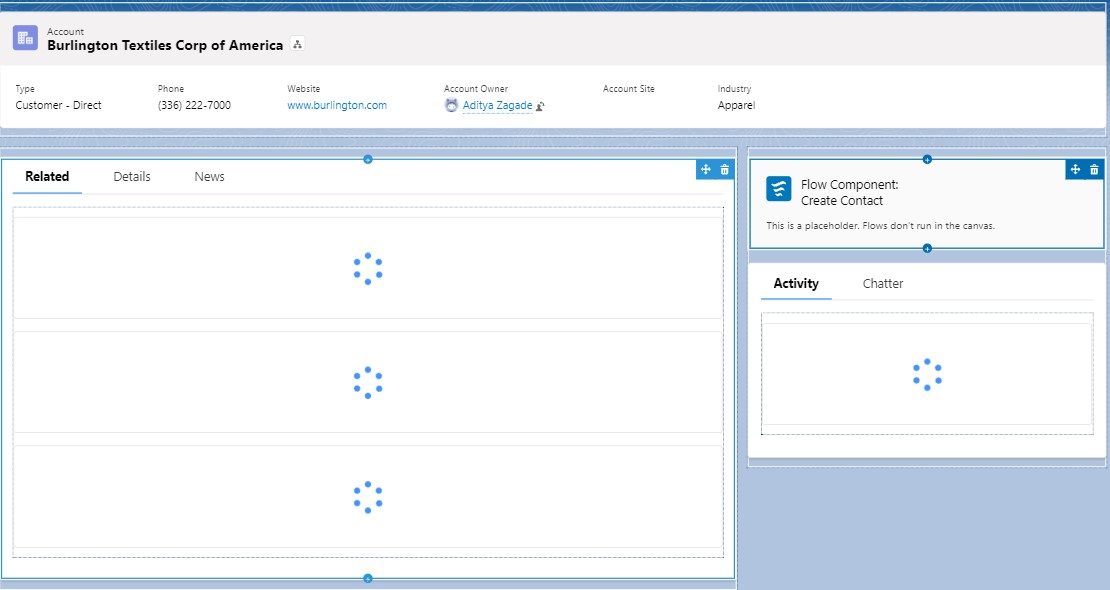 Account
Burlington Textiles Corp of America
Type Phone Website Account Owner Account Site Industry
Customer - Direct (336) 222-7000 www.burlington.com Aditya Zagade Apparel
Related Details News
Flow Component:
Create Contact
This is a placeholder. Flows don't run in the canvas.
Activity Chatter